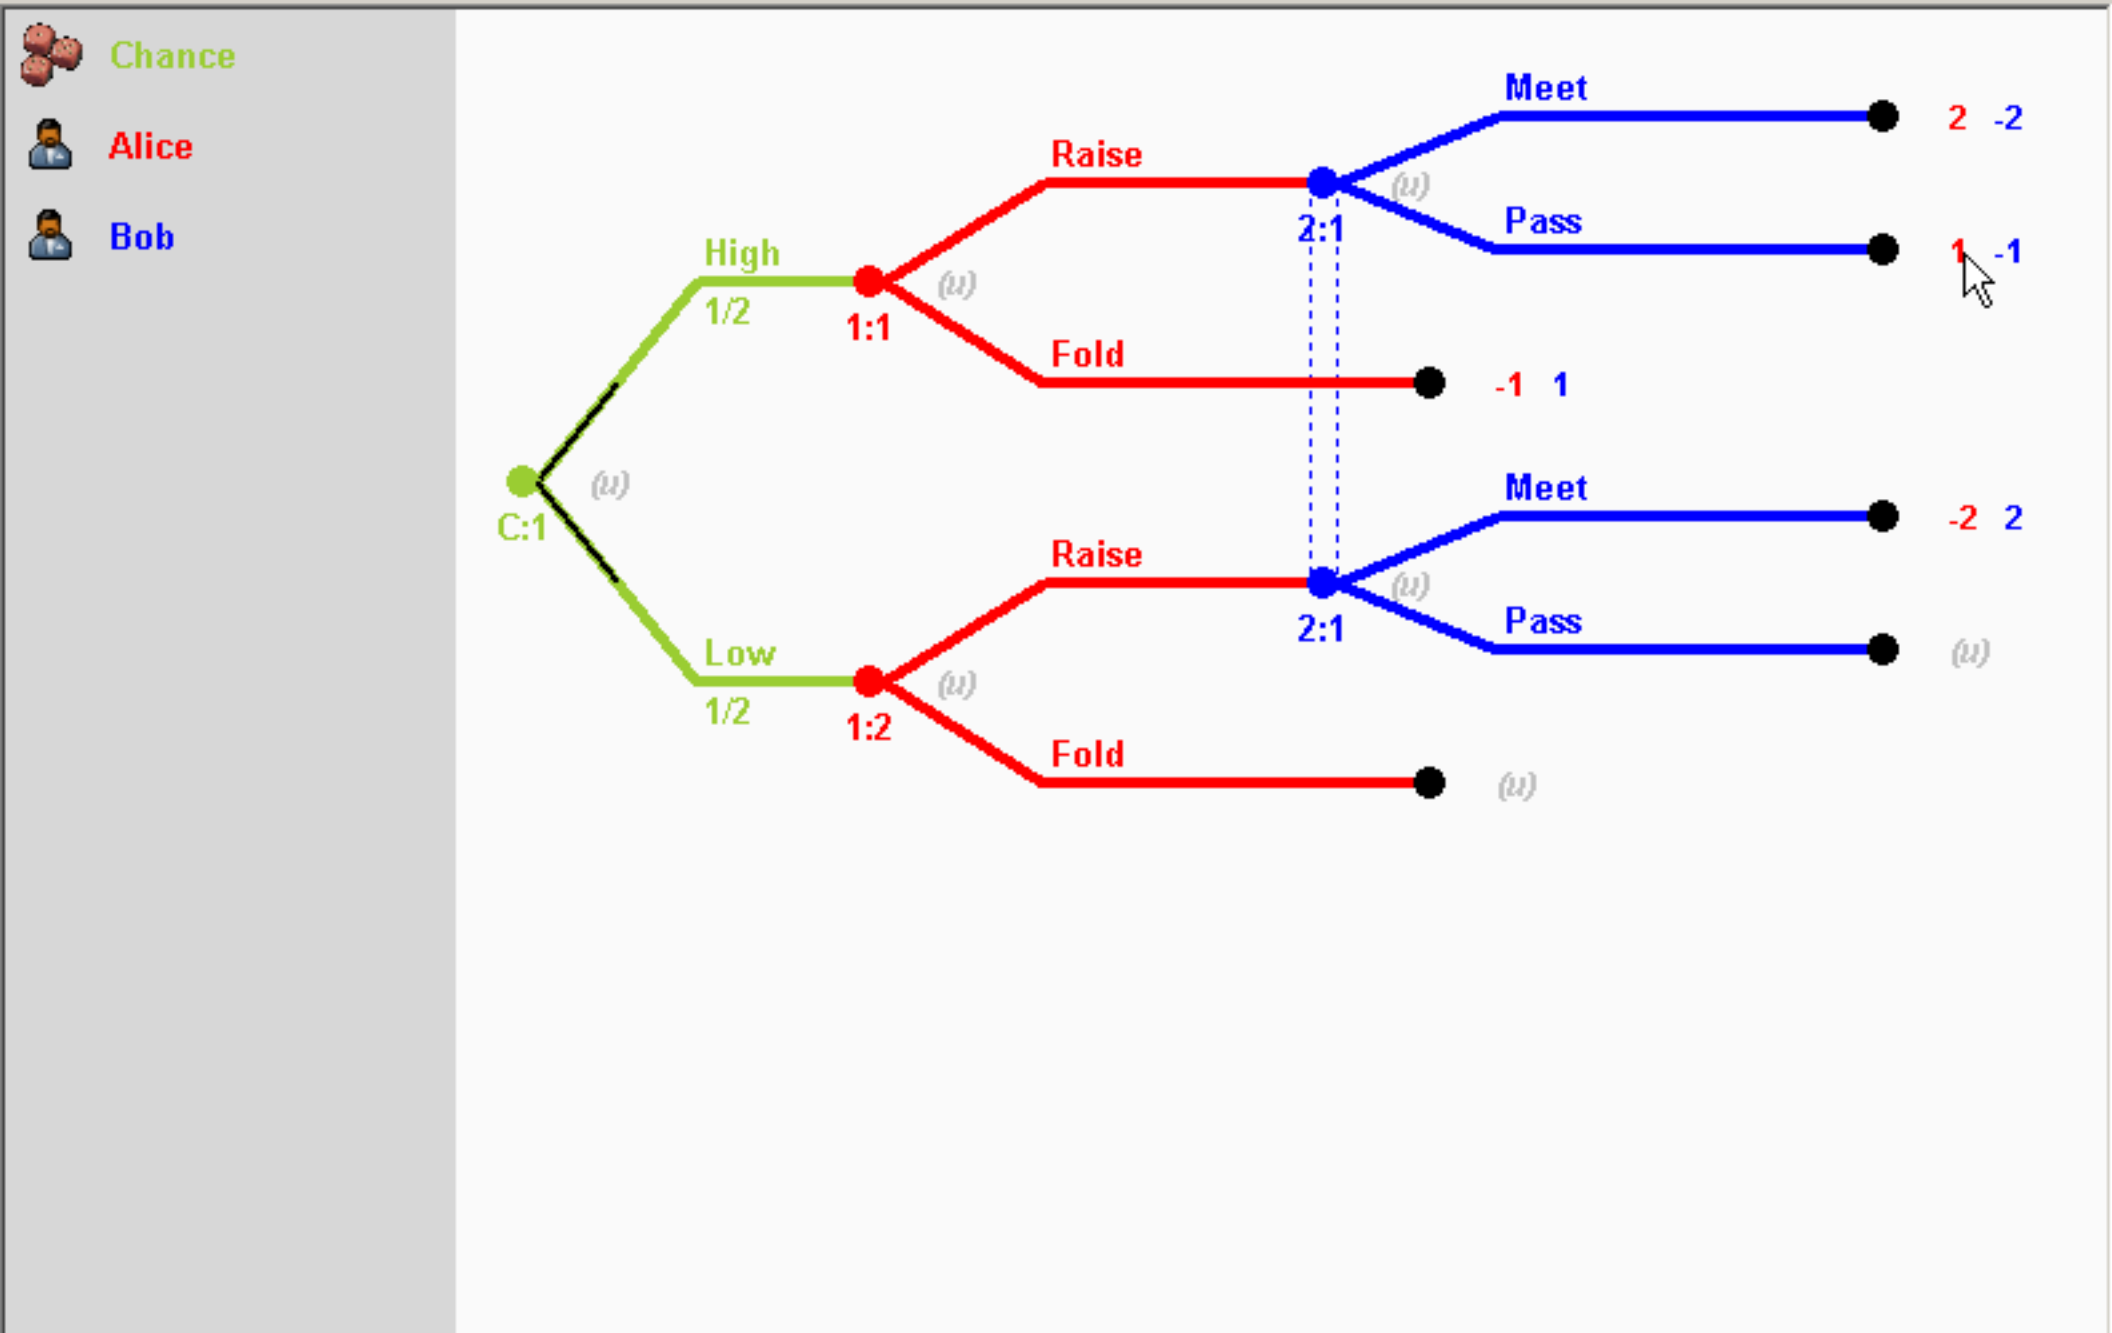 Chance
Alice
Bob
Meet
2 -2
Raise
(u)
2:1
Pass
1 -1
High
1/2
(u)
1:1
Fold
-1 1
(u)
C:1
Meet
-2 2
Raise
(u)
2:1
Pass
(u)
Low
1/2
(u)
1:2
Fold
(u)